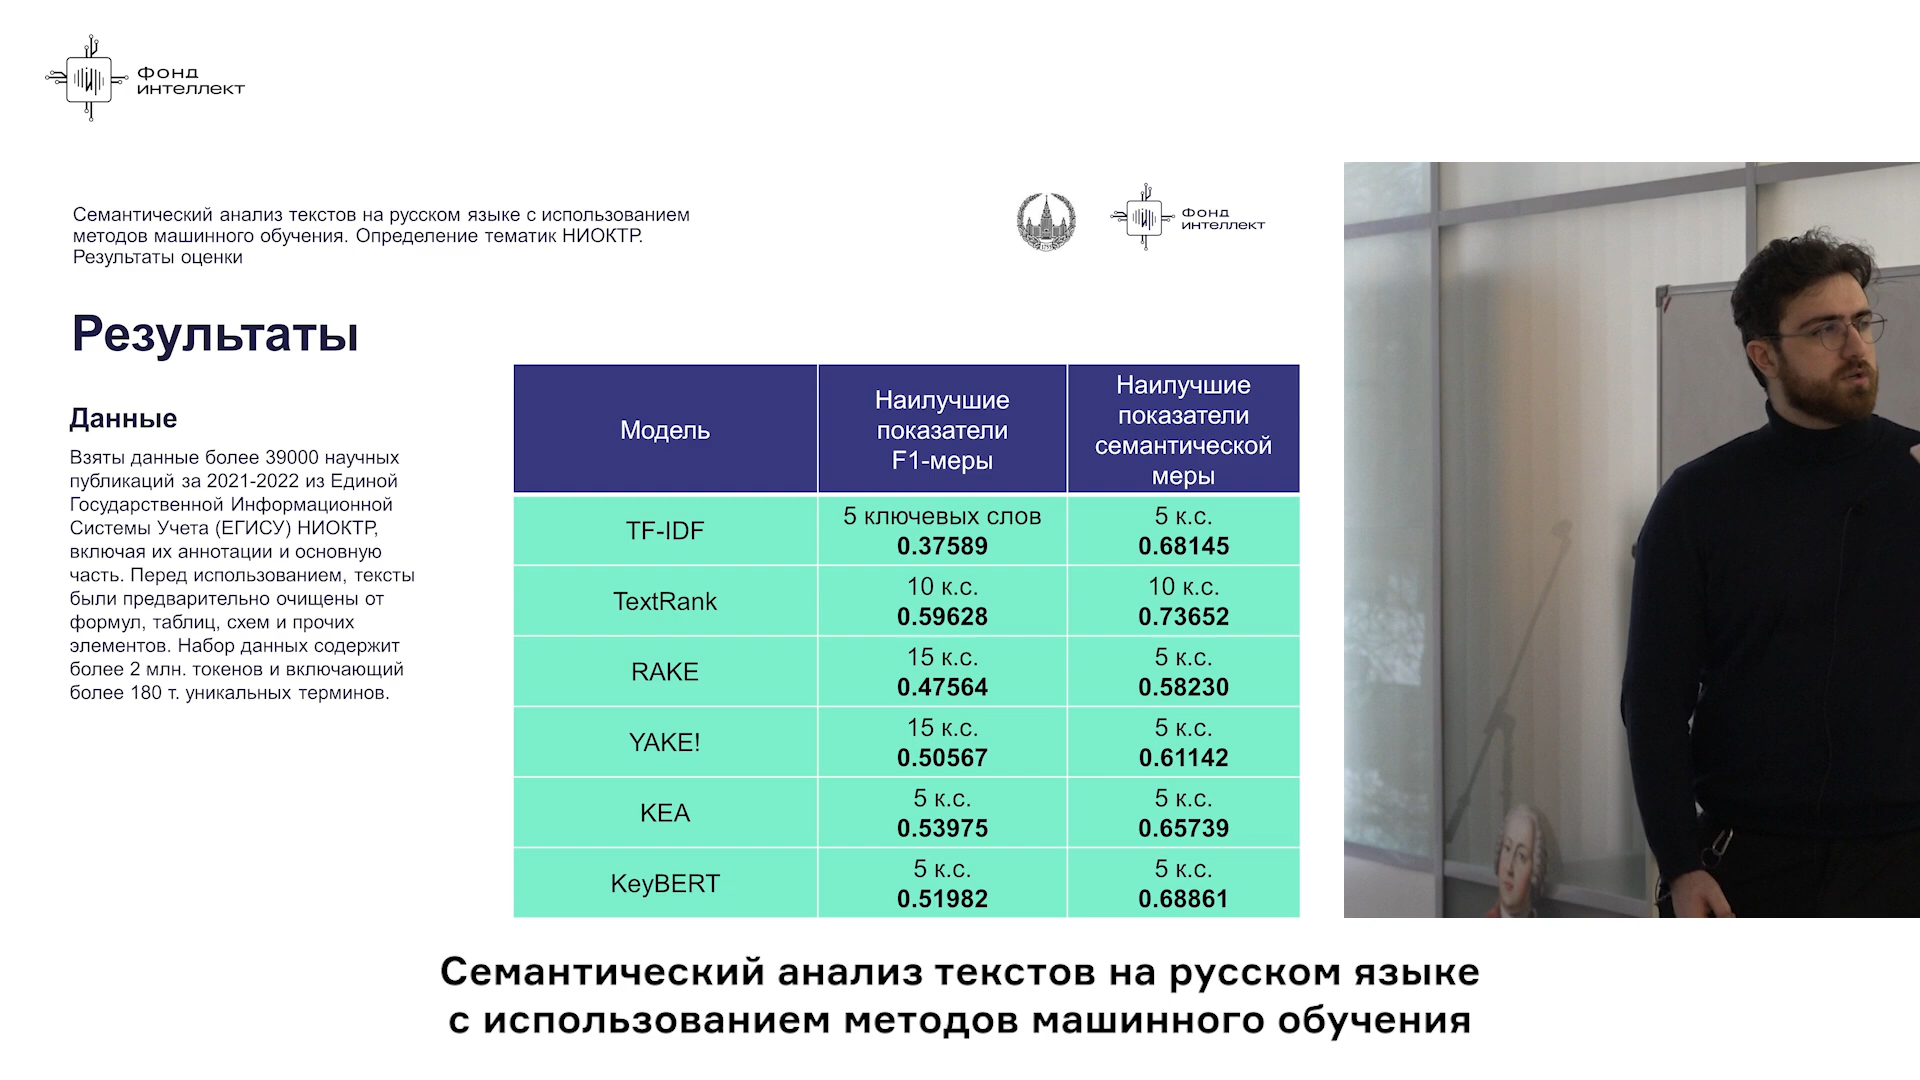 Фонд
интеллект
Семантический анализ текстов на русском языке с использованием
методов машинного обучения. Определение тематик НИОКТР.
Результаты оценки
Фонд
интеллект
Результаты
Данные
Взяты данные более 39000 научных
публикаций за 2021-2022 из Единой
Государственной Информационной
Системы Учета (ЕГИСУ) НИОКТР,
включая их аннотации и основную
часть. Перед использованием, тексты
были предварительно очищены от
формул, таблиц, схем и прочих
элементов. Набор данных содержит
более 2 млн. токенов и включающий
более 180 т. уникальных терминов.
Модель
Наилучшие
показатели
F1-меры
Наилучшие
показатели
семантической
меры
TF-IDF
5 ключевых слов
0.37589
5 к.с.
0.68145
TextRank
10 к.с.
0.59628
10 к.с.
0.73652
RAKE
15 к.с.
0.47564
5 к.с.
0.58230
YAKE!
15 к.с.
0.50567
5 к.с.
0.61142
KEA
5 к.с.
0.53975
5 к.с.
0.65739
KeyBERT
5 к.с.
0.51982
5 к.с.
0.68861
Семантический анализ текстов на русском языке
с использованием методов машинного обучения